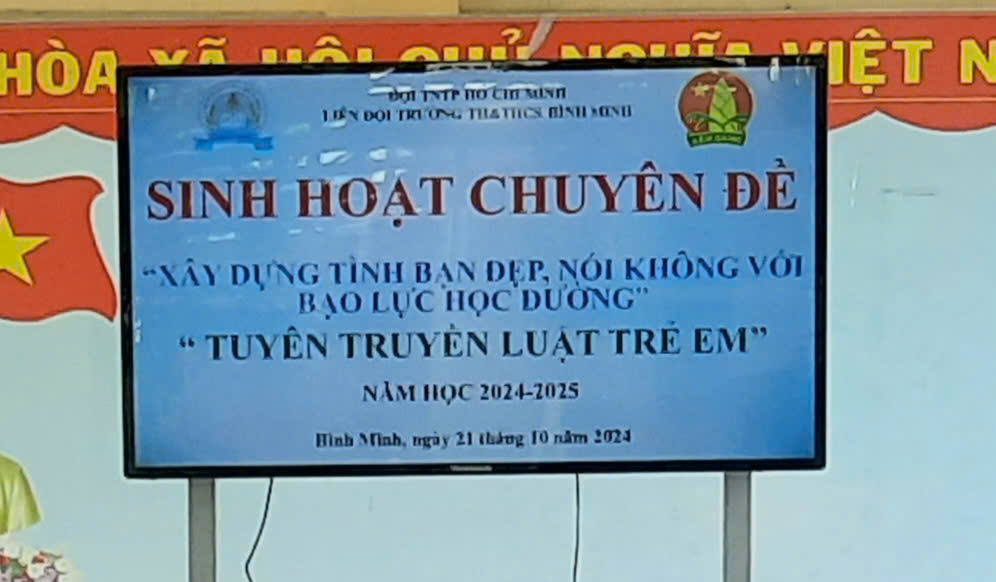 HÒA XÃ HỘI CHỦ NGHĨA VIỆT N
ĐỘI TNTP HỒ CHÍ MINH
LIÊN ĐỘI TRƯỜNG TH&THCS BÌNH MINH
SINH HOẠT CHUYÊN ĐỀ
“XÂY DỰNG TÌNH BẠN ĐẸP, NÓI KHÔNG VỚI
BẠO LỰC HỌC ĐƯỜNG”
“ TUYÊN TRUYỀN LUẬT TRẺ EM”
NĂM HỌC 2024-2025
Bình Minh, ngày 21 tháng 10 năm 2024